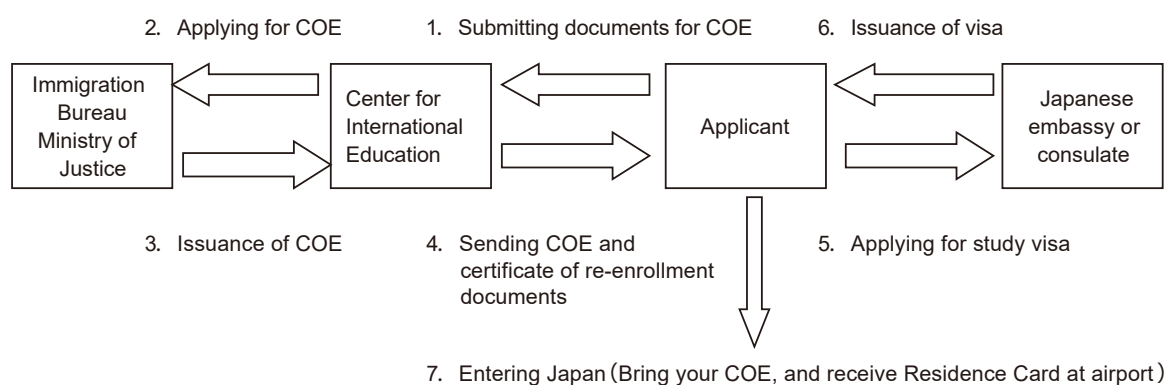 2. Applying for COE
1. Submitting documents for COE
6. Issuance of visa
Immigration
Bureau
Ministry of
Justice
Center for
International
Education
Applicant
Japanese
embassy or
consulate
3. Issuance of COE
4. Sending COE and
certificate of re-enrollment
documents
5. Applying for study visa
7. Entering Japan（Bring your COE, and receive Residence Card at airport）